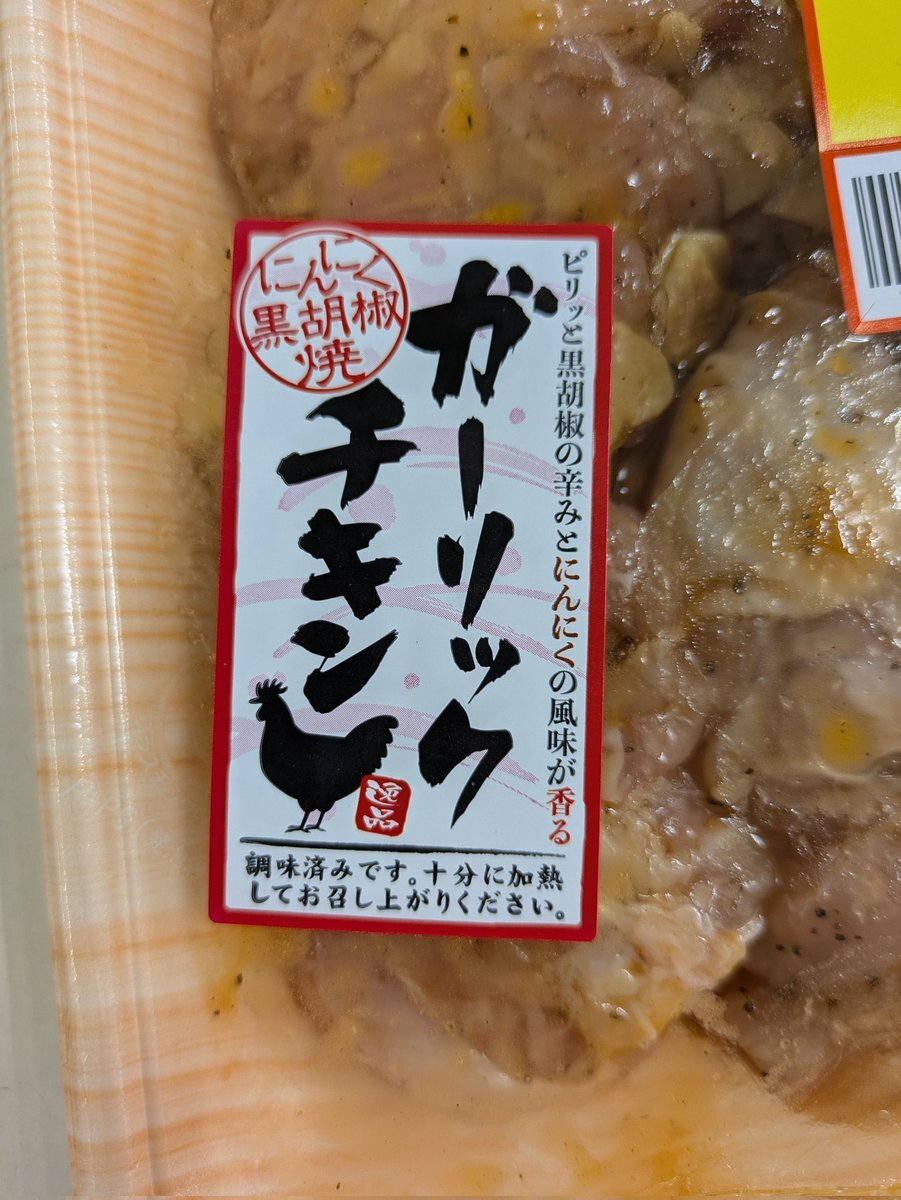 ピリッと黒胡椒の辛みとにんにくの風味が香る
ガーリック
チキン
にんにく
黒胡椒
焼
逸品
調味済みです。十分に加熱
してお召し上がりください。